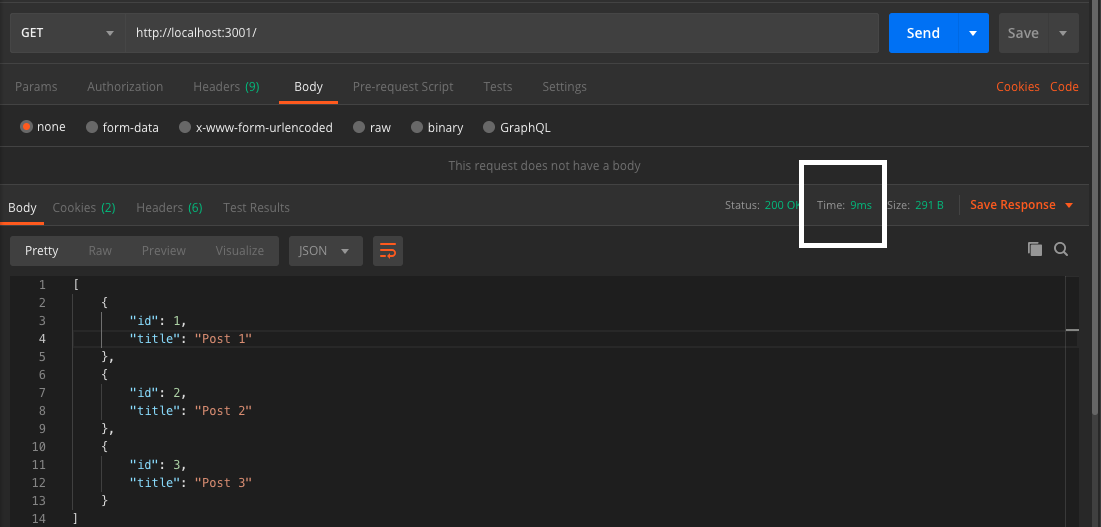 GET http://localhost:3001/ Send Save
Params Authorization Headers (9) Body Pre-request Script Tests Settings Cookies Code
none form-data x-www-form-urlencoded raw binary GraphQL
This request does not have a body
Body Cookies (2) Headers (6) Test Results Status: 200 OK Time: 9ms Size: 291 B Save Response
Pretty Raw Preview Visualize JSON
1 [
2 {
3 "id": 1,
4 "title": "Post 1"
5 },
6 {
7 "id": 2,
8 "title": "Post 2"
9 },
10 {
11 "id": 3,
12 "title": "Post 3"
13 }
14 ]